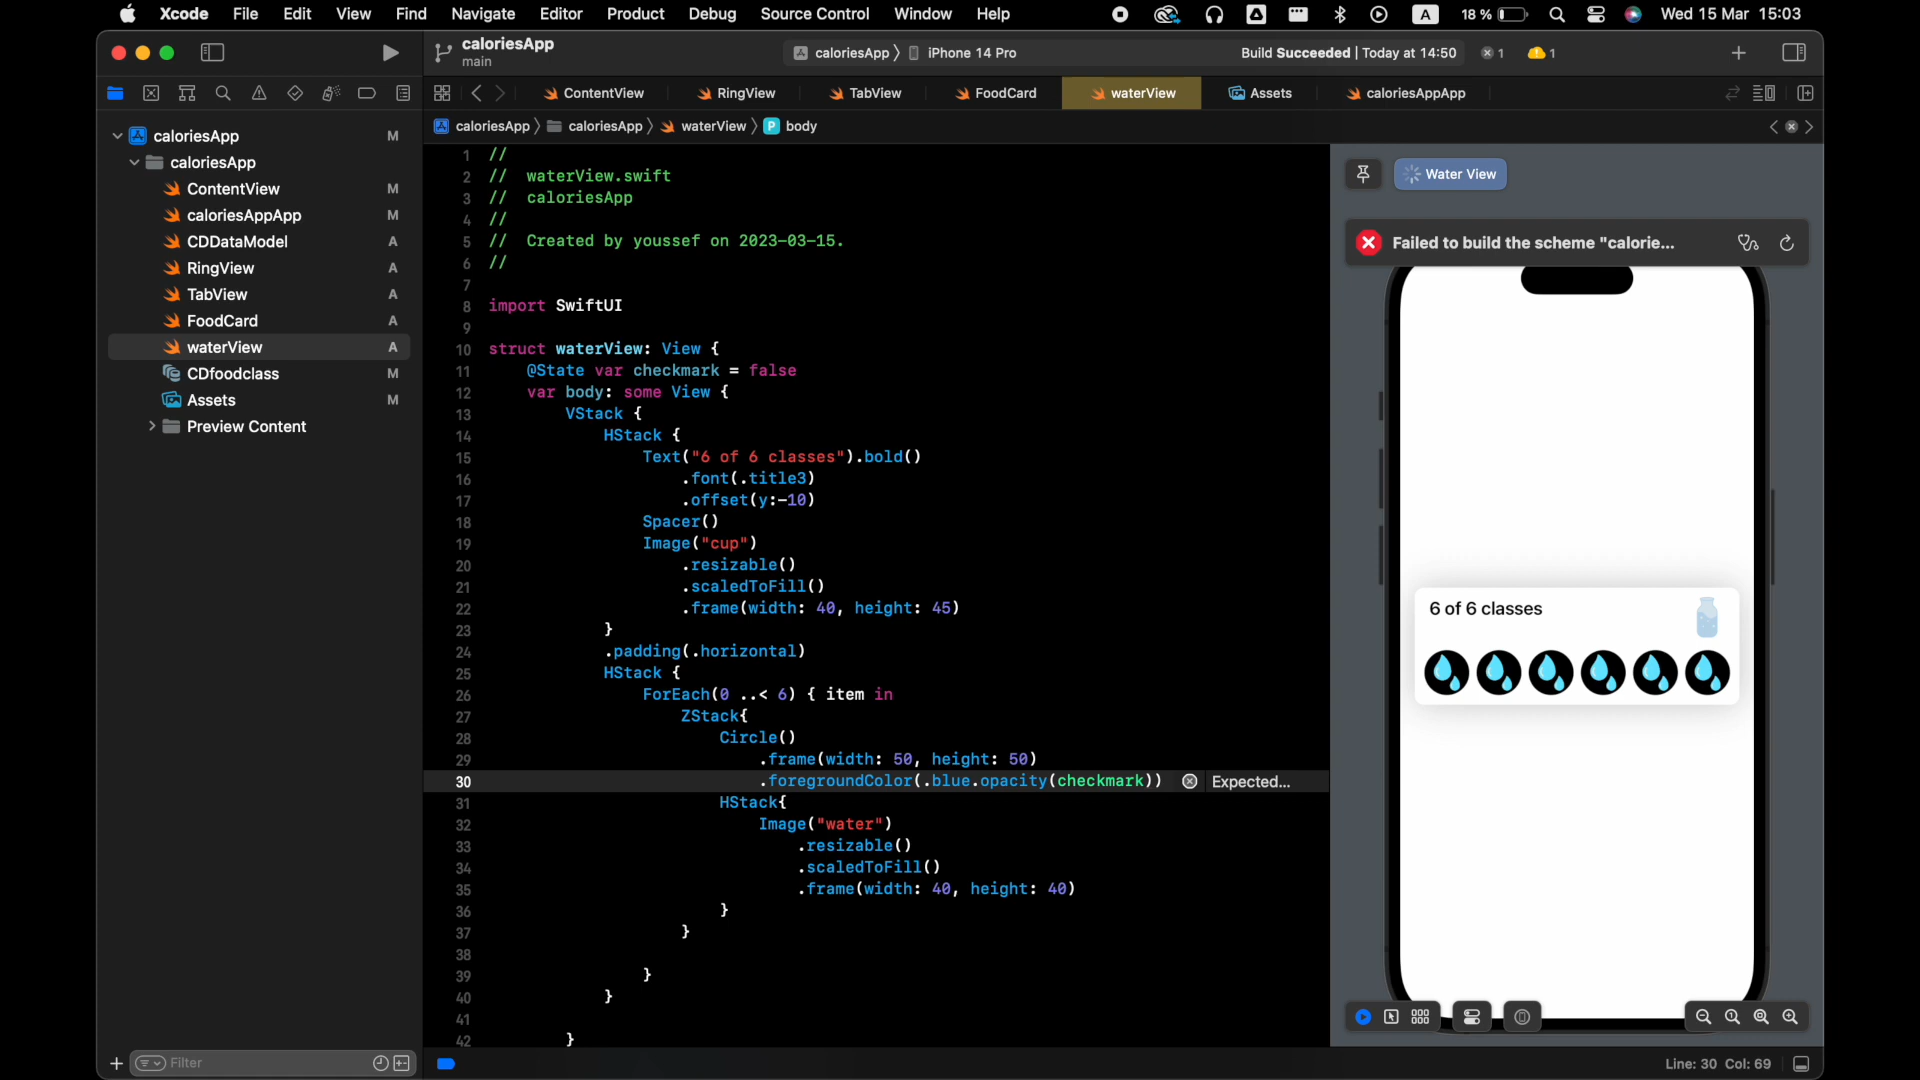 Xcode File Edit View Find Navigate Editor Product Debug Source Control Window Help A 18 % Wed 15 Mar 15:03
caloriesApp
main
caloriesApp iPhone 14 Pro Build Succeeded | Today at 14:50 1 1
ContentView RingView TabView FoodCard waterView Assets caloriesAppApp
caloriesApp caloriesApp waterView P body
caloriesApp M
caloriesApp
ContentView M
caloriesAppApp M
CDDataModel A
RingView A
TabView A
FoodCard A
waterView A
CDfoodclass M
Assets M
Preview Content
Filter
1 //
2 // waterView.swift
3 // caloriesApp
4 //
5 // Created by youssef on 2023-03-15.
6 //
7
8 import SwiftUI
9
10 struct waterView: View {
11 @State var checkmark = false
12 var body: some View {
13 VStack {
14 HStack {
15 Text("6 of 6 classes").bold()
16 .font(.title3)
17 .offset(y:-10)
18 Spacer()
19 Image("cup")
20 .resizable()
21 .scaledToFill()
22 .frame(width: 40, height: 45)
23 }
24 .padding(.horizontal)
25 HStack {
26 ForEach(0 ..< 6) { item in
27 ZStack{
28 Circle()
29 .frame(width: 50, height: 50)
30 .foregroundColor(.blue.opacity(checkmark)) Expected...
31 HStack{
32 Image("water")
33 .resizable()
34 .scaledToFill()
35 .frame(width: 40, height: 40)
36 }
37 }
38
39 }
40 }
41
42 }
Water View
Failed to build the scheme "calorie...
6 of 6 classes
Line: 30 Col: 69